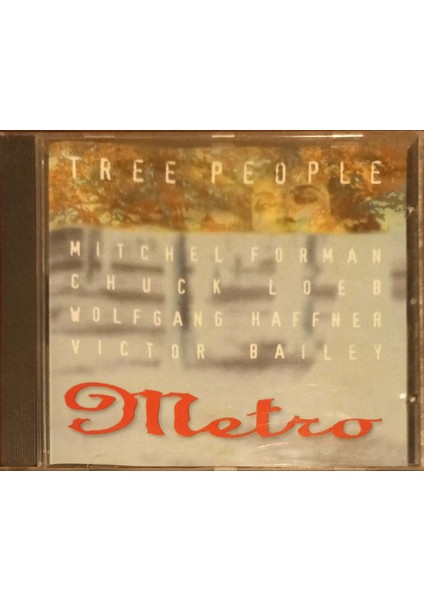 TREE PEOPLE
MITCHEL FORMAN
CHUCK LOEB
WOLFGANG HAFFNER
VICTOR BAILEY
Metro